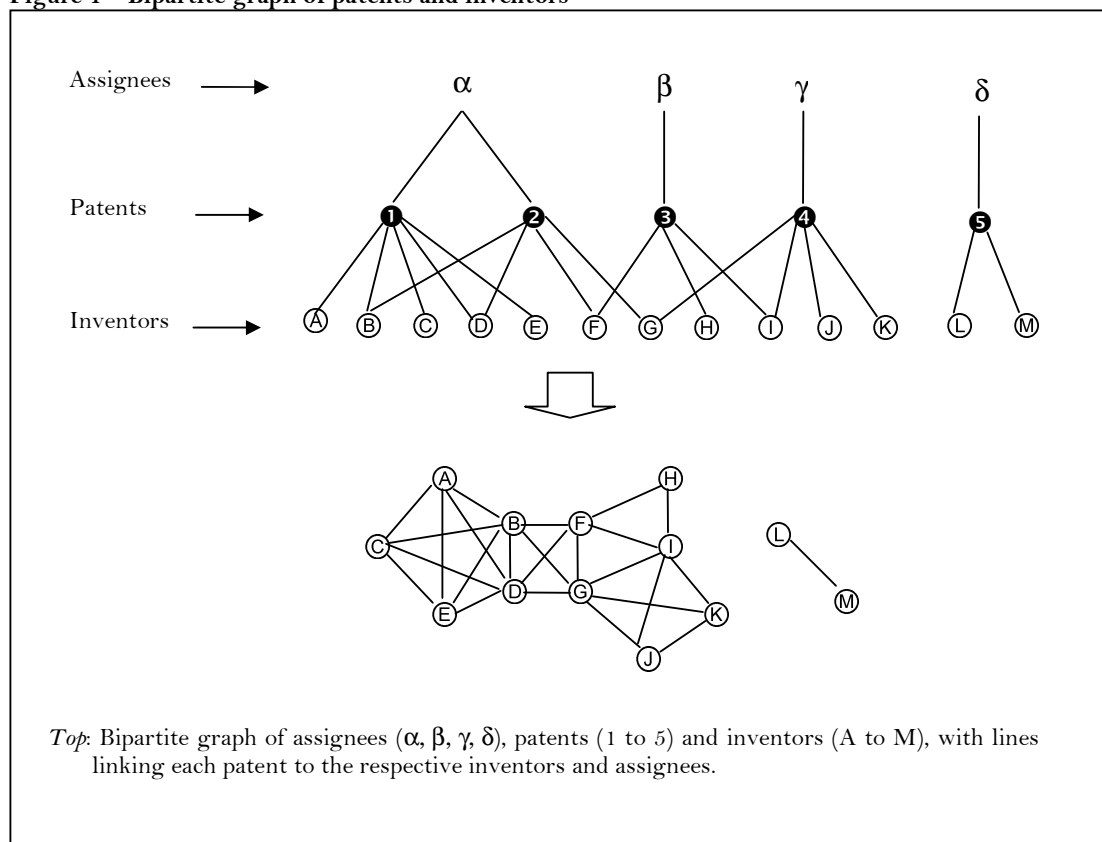 Figure 1 – Bipartite graph of patents and inventors
Assignees α β γ δ
Patents 1 2 3 4 5
Inventors A B C D E F G H I J K L M
A H
B F L
C I
D G
E K M
J
Top: Bipartite graph of assignees (α, β, γ, δ), patents (1 to 5) and inventors (A to M), with lines
linking each patent to the respective inventors and assignees.